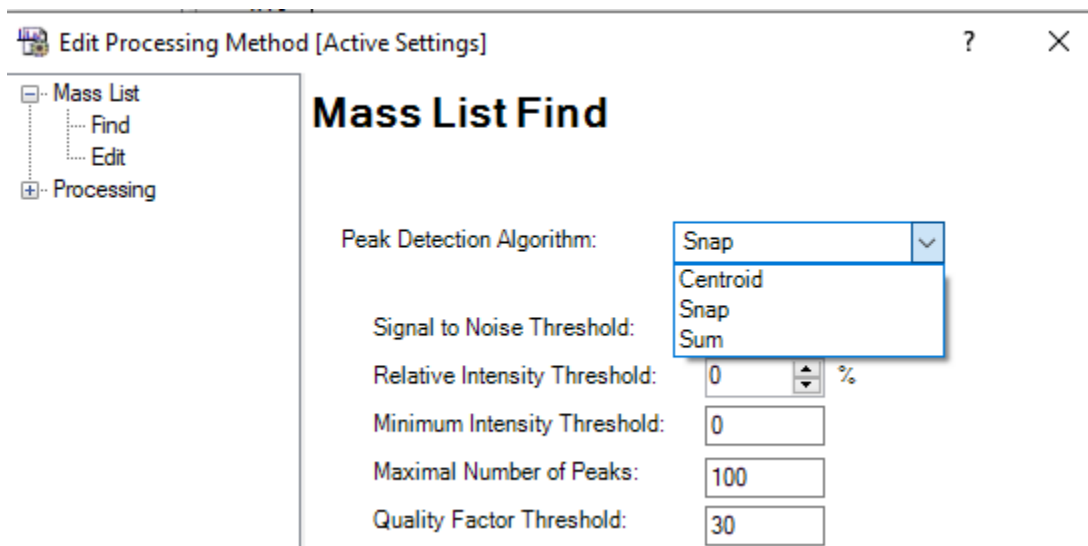 Edit Processing Method [Active Settings] ?
Mass List
Find
Edit
Processing
Mass List Find
Peak Detection Algorithm: Snap
Centroid
Snap
Sum
Signal to Noise Threshold:
Relative Intensity Threshold: 0 %
Minimum Intensity Threshold: 0
Maximal Number of Peaks: 100
Quality Factor Threshold: 30